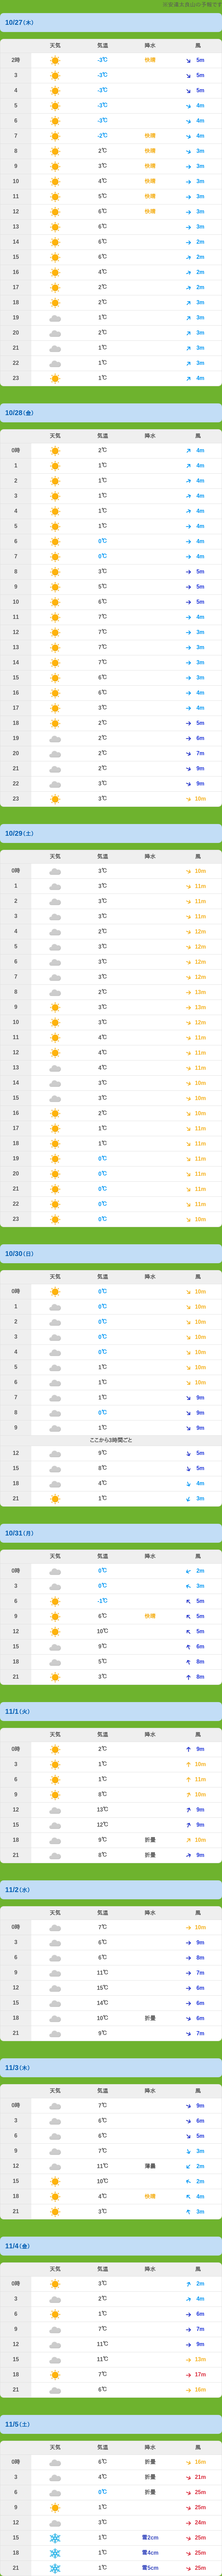 ※県道大倉山の予報です
10/27(木)
天気 気温 降水 風
2時 -3℃ 快晴 5m
3 -3℃ 5m
4 -3℃ 5m
5 -3℃ 4m
6 -3℃ 4m
7 -2℃ 快晴 4m
8 2℃ 快晴 3m
9 3℃ 快晴 3m
10 4℃ 快晴 3m
11 5℃ 快晴 3m
12 6℃ 快晴 3m
13 6℃ 3m
14 6℃ 2m
15 6℃ 2m
16 4℃ 2m
17 2℃ 2m
18 2℃ 3m
19 1℃ 3m
20 2℃ 3m
21 1℃ 3m
22 1℃ 3m
23 1℃ 4m
10/28(金)
天気 気温 降水 風
0時 2℃ 4m
1 1℃ 4m
2 1℃ 4m
3 1℃ 4m
4 1℃ 4m
5 1℃ 4m
6 0℃ 4m
7 0℃ 4m
8 3℃ 5m
9 5℃ 5m
10 6℃ 5m
11 7℃ 4m
12 7℃ 3m
13 7℃ 3m
14 7℃ 3m
15 6℃ 3m
16 6℃ 4m
17 3℃ 4m
18 2℃ 5m
19 2℃ 6m
20 2℃ 7m
21 2℃ 9m
22 3℃ 9m
23 3℃ 10m
10/29(土)
天気 気温 降水 風
0時 3℃ 10m
1 3℃ 11m
2 3℃ 11m
3 3℃ 11m
4 2℃ 12m
5 3℃ 12m
6 3℃ 12m
7 3℃ 12m
8 2℃ 13m
9 3℃ 13m
10 3℃ 12m
11 4℃ 11m
12 4℃ 11m
13 4℃ 11m
14 3℃ 10m
15 3℃ 10m
16 2℃ 10m
17 1℃ 11m
18 1℃ 11m
19 0℃ 11m
20 0℃ 11m
21 0℃ 11m
22 0℃ 11m
23 0℃ 10m
10/30(日)
天気 気温 降水 風
0時 0℃ 10m
1 0℃ 10m
2 0℃ 10m
3 0℃ 10m
4 0℃ 10m
5 1℃ 10m
6 1℃ 10m
7 1℃ 9m
8 0℃ 9m
9 1℃ 9m
ここから3時間ごと
12 9℃ 5m
15 8℃ 5m
18 4℃ 4m
21 1℃ 3m
10/31(月)
天気 気温 降水 風
0時 0℃ 2m
3 0℃ 3m
6 -1℃ 5m
9 6℃ 快晴 5m
12 10℃ 5m
15 9℃ 6m
18 5℃ 8m
21 3℃ 8m
11/1(火)
天気 気温 降水 風
0時 2℃ 9m
3 1℃ 10m
6 1℃ 11m
9 8℃ 10m
12 13℃ 9m
15 12℃ 9m
18 9℃ 折曇 10m
21 8℃ 折曇 9m
11/2(水)
天気 気温 降水 風
0時 7℃ 10m
3 6℃ 9m
6 6℃ 8m
9 11℃ 7m
12 15℃ 6m
15 14℃ 6m
18 10℃ 折曇 6m
21 9℃ 7m
11/3(木)
天気 気温 降水 風
0時 7℃ 9m
3 6℃ 6m
6 6℃ 5m
9 7℃ 3m
12 11℃ 薄曇 2m
15 10℃ 2m
18 4℃ 快晴 4m
21 3℃ 3m
11/4(金)
天気 気温 降水 風
0時 3℃ 2m
3 2℃ 4m
6 1℃ 6m
9 7℃ 7m
12 11℃ 9m
15 11℃ 13m
18 7℃ 17m
21 6℃ 16m
11/5(土)
天気 気温 降水 風
0時 6℃ 折曇 16m
3 4℃ 折曇 21m
6 0℃ 折曇 25m
9 1℃ 25m
12 3℃ 24m
15 1℃ 雪2cm 25m
18 1℃ 雪4cm 25m
21 1℃ 雪5cm 25m